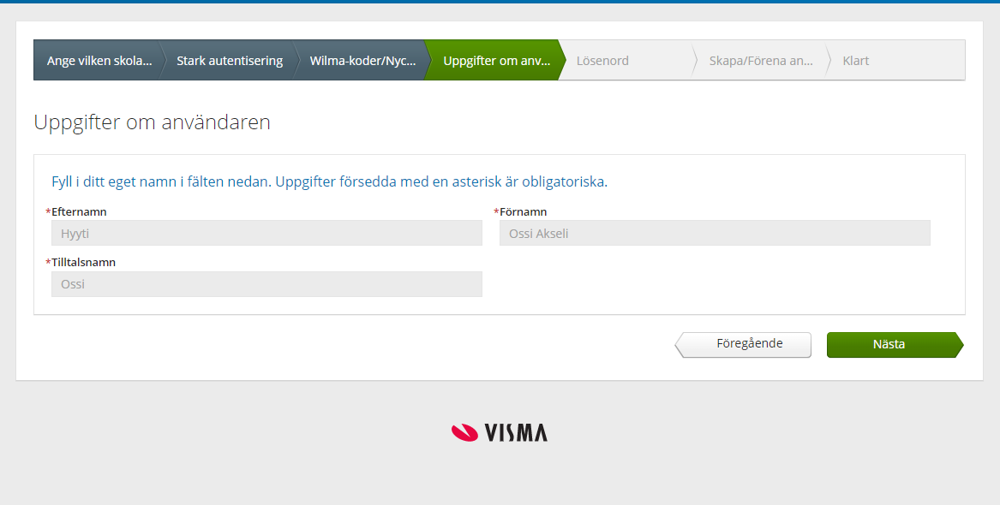 Ange vilken skola... Stark autentisering Wilma-koder/Nyc... Uppgifter om anv... Lösenord Skapa/Förena an... Klart
Uppgifter om användaren
Fyll i ditt eget namn i fälten nedan. Uppgifter försedda med en asterisk är obligatoriska.
*Efternamn *Förnamn
Hyyti Ossi Akseli
*Tilltalsnamn
Ossi
Föregående Nästa
VISMA